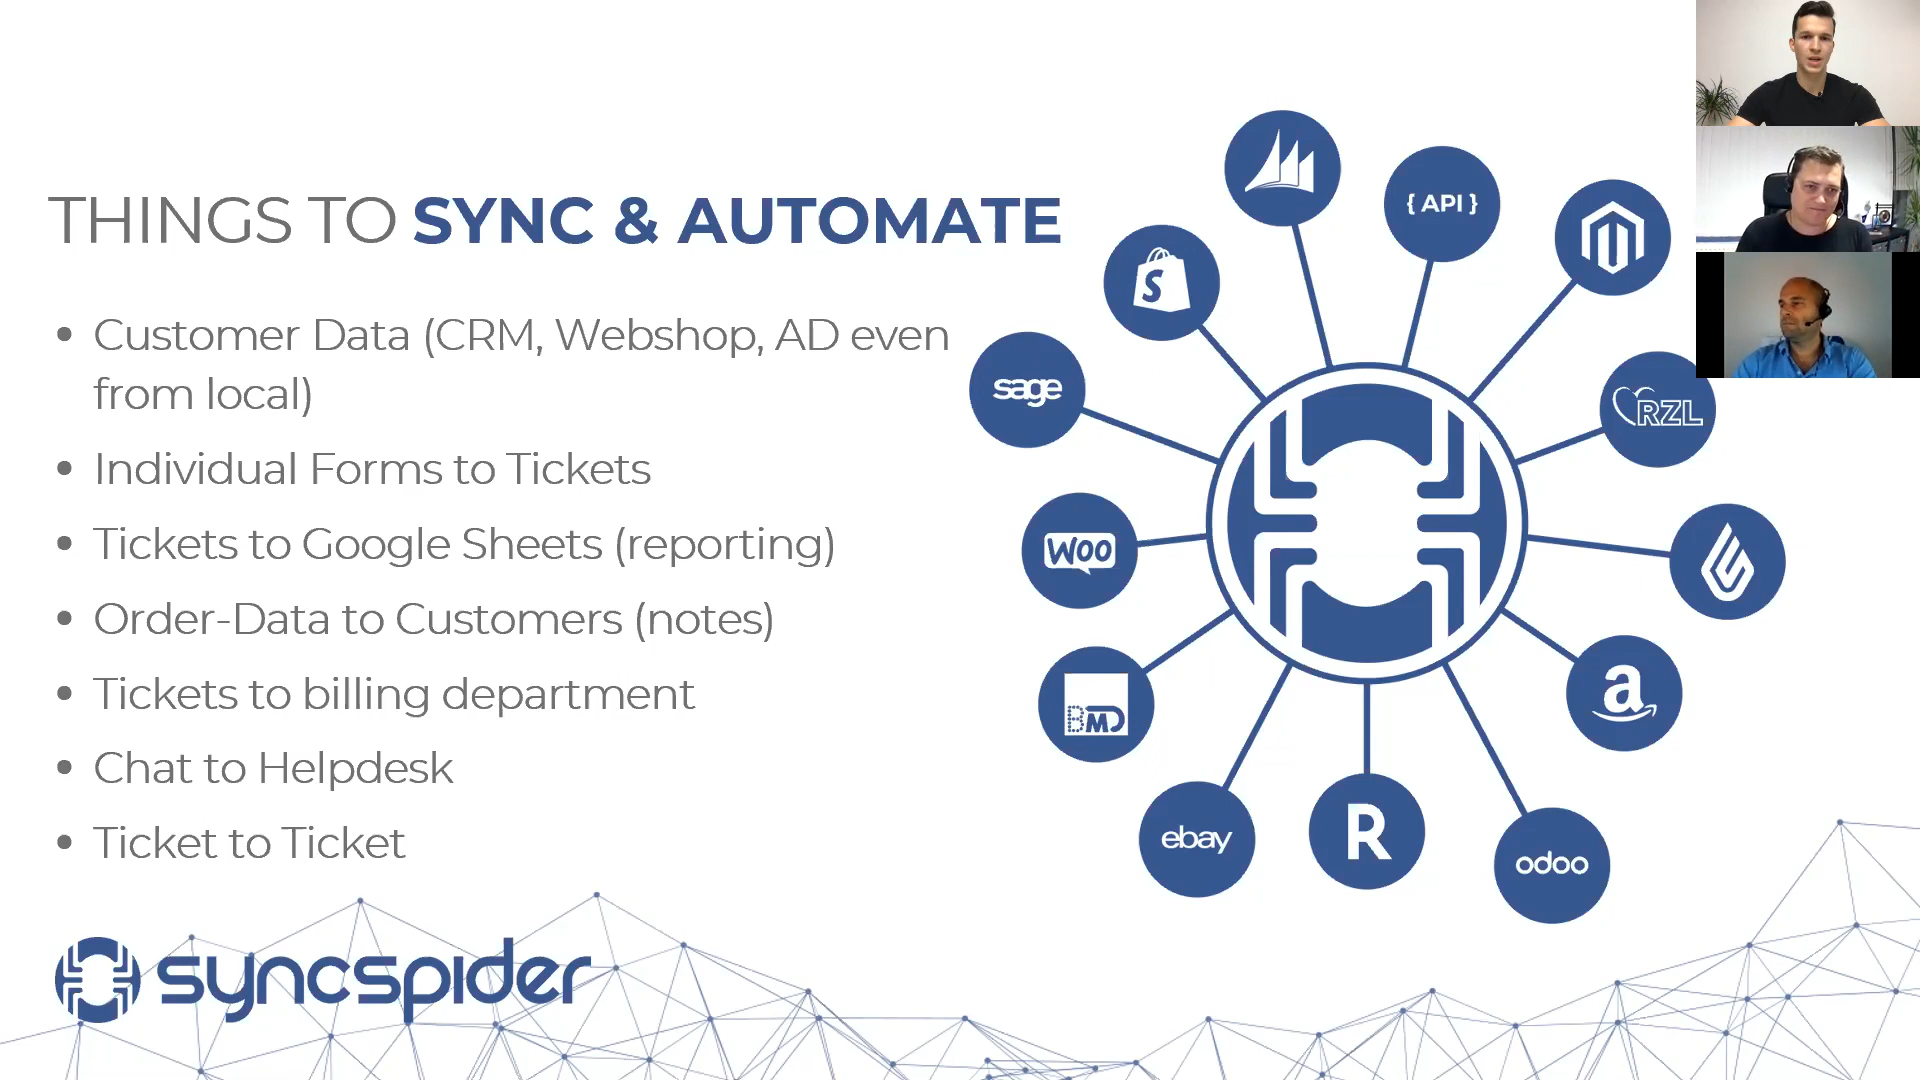 THINGS TO SYNC & AUTOMATE
• Customer Data (CRM, Webshop, AD even
from local)
• Individual Forms to Tickets
• Tickets to Google Sheets (reporting)
• Order-Data to Customers (notes)
• Tickets to billing department
• Chat to Helpdesk
• Ticket to Ticket
syncspider
{ API }
S
sage
RZL
WOO
BMD
a
ebay
R
odoo